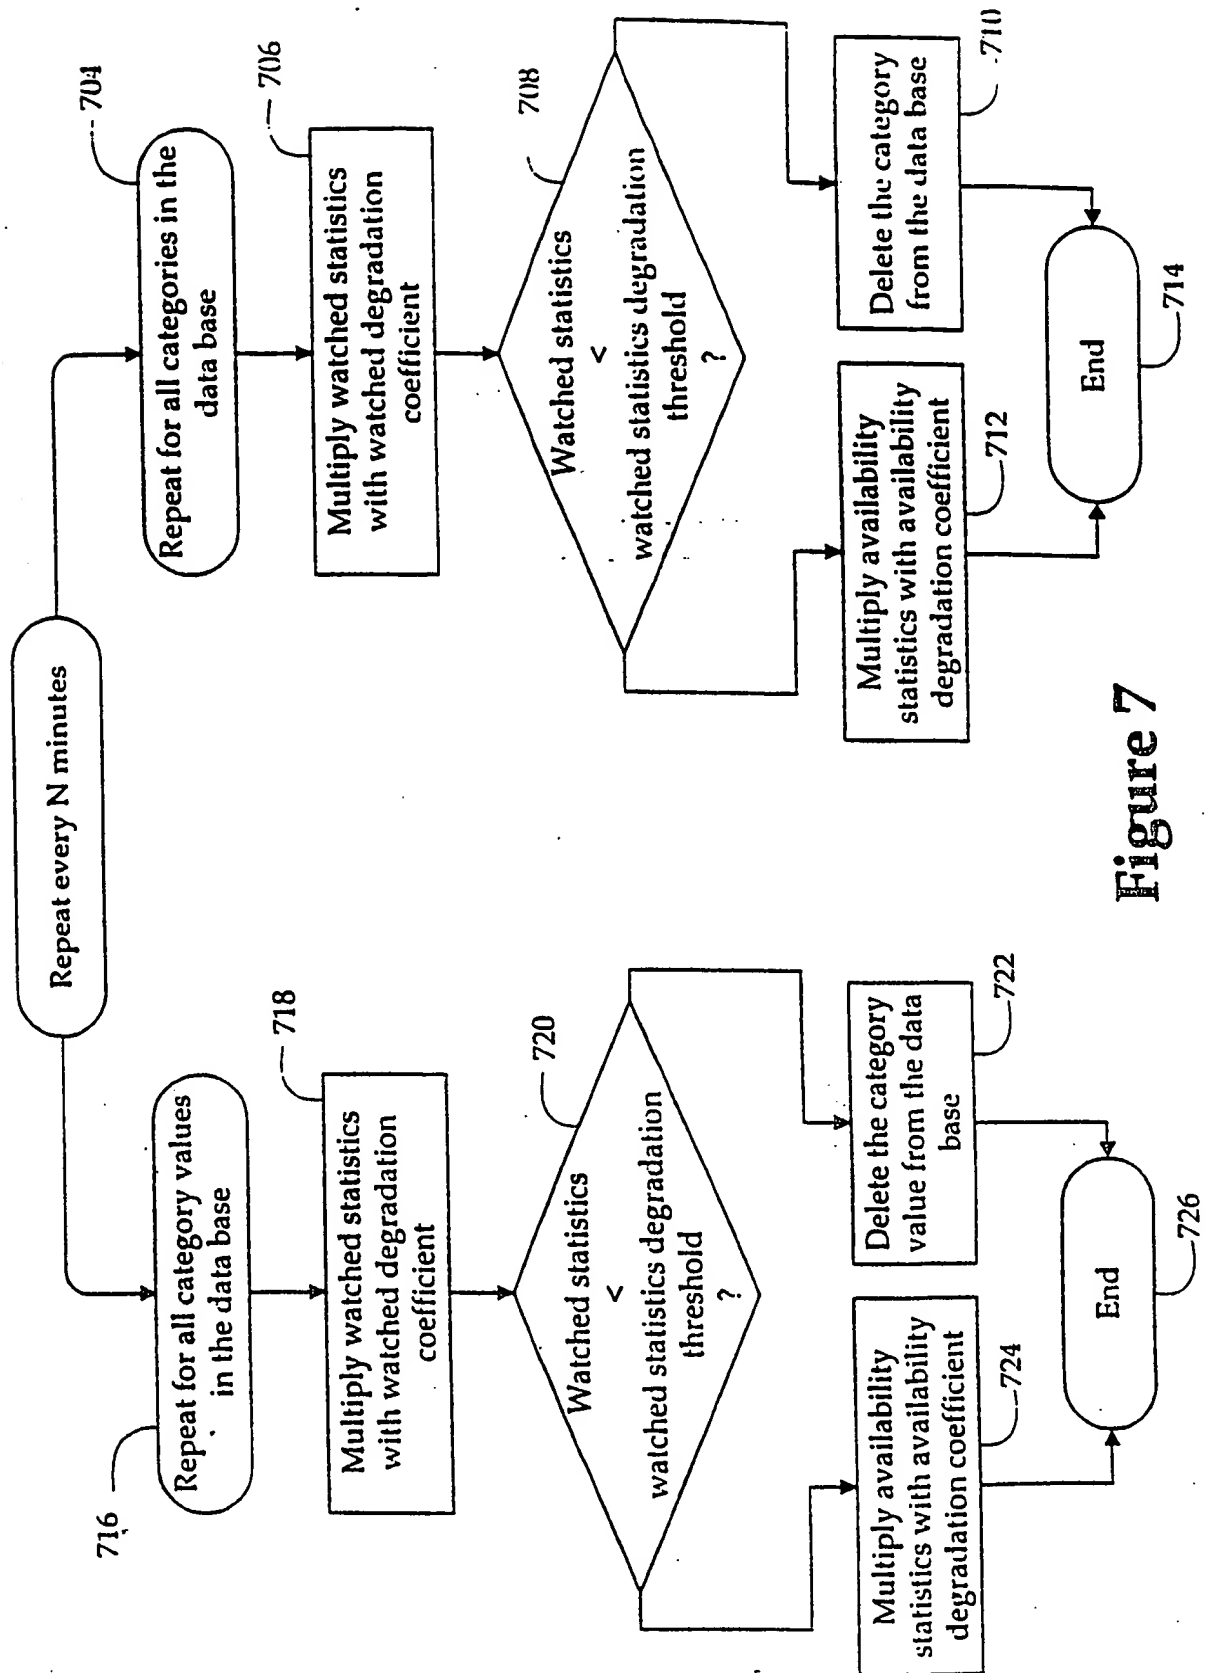 Repeat every N minutes
716
Repeat for all category values
in the data base
718
Multiply watched statistics
with watched degradation
coefficient
720
Watched statistics
<
watched statistics degradation
threshold
?
Multiply availability
statistics with availability
degradation coefficient
724
Delete the category
value from the data
base
722
End
726
704
Repeat for all categories in the
data base
706
Multiply watched statistics
with watched degradation
coefficient
708
Watched statistics
<
watched statistics degradation
threshold
?
Multiply availability
statistics with availability
degradation coefficient
712
Delete the category
from the data base
710
End
714
Figure 7